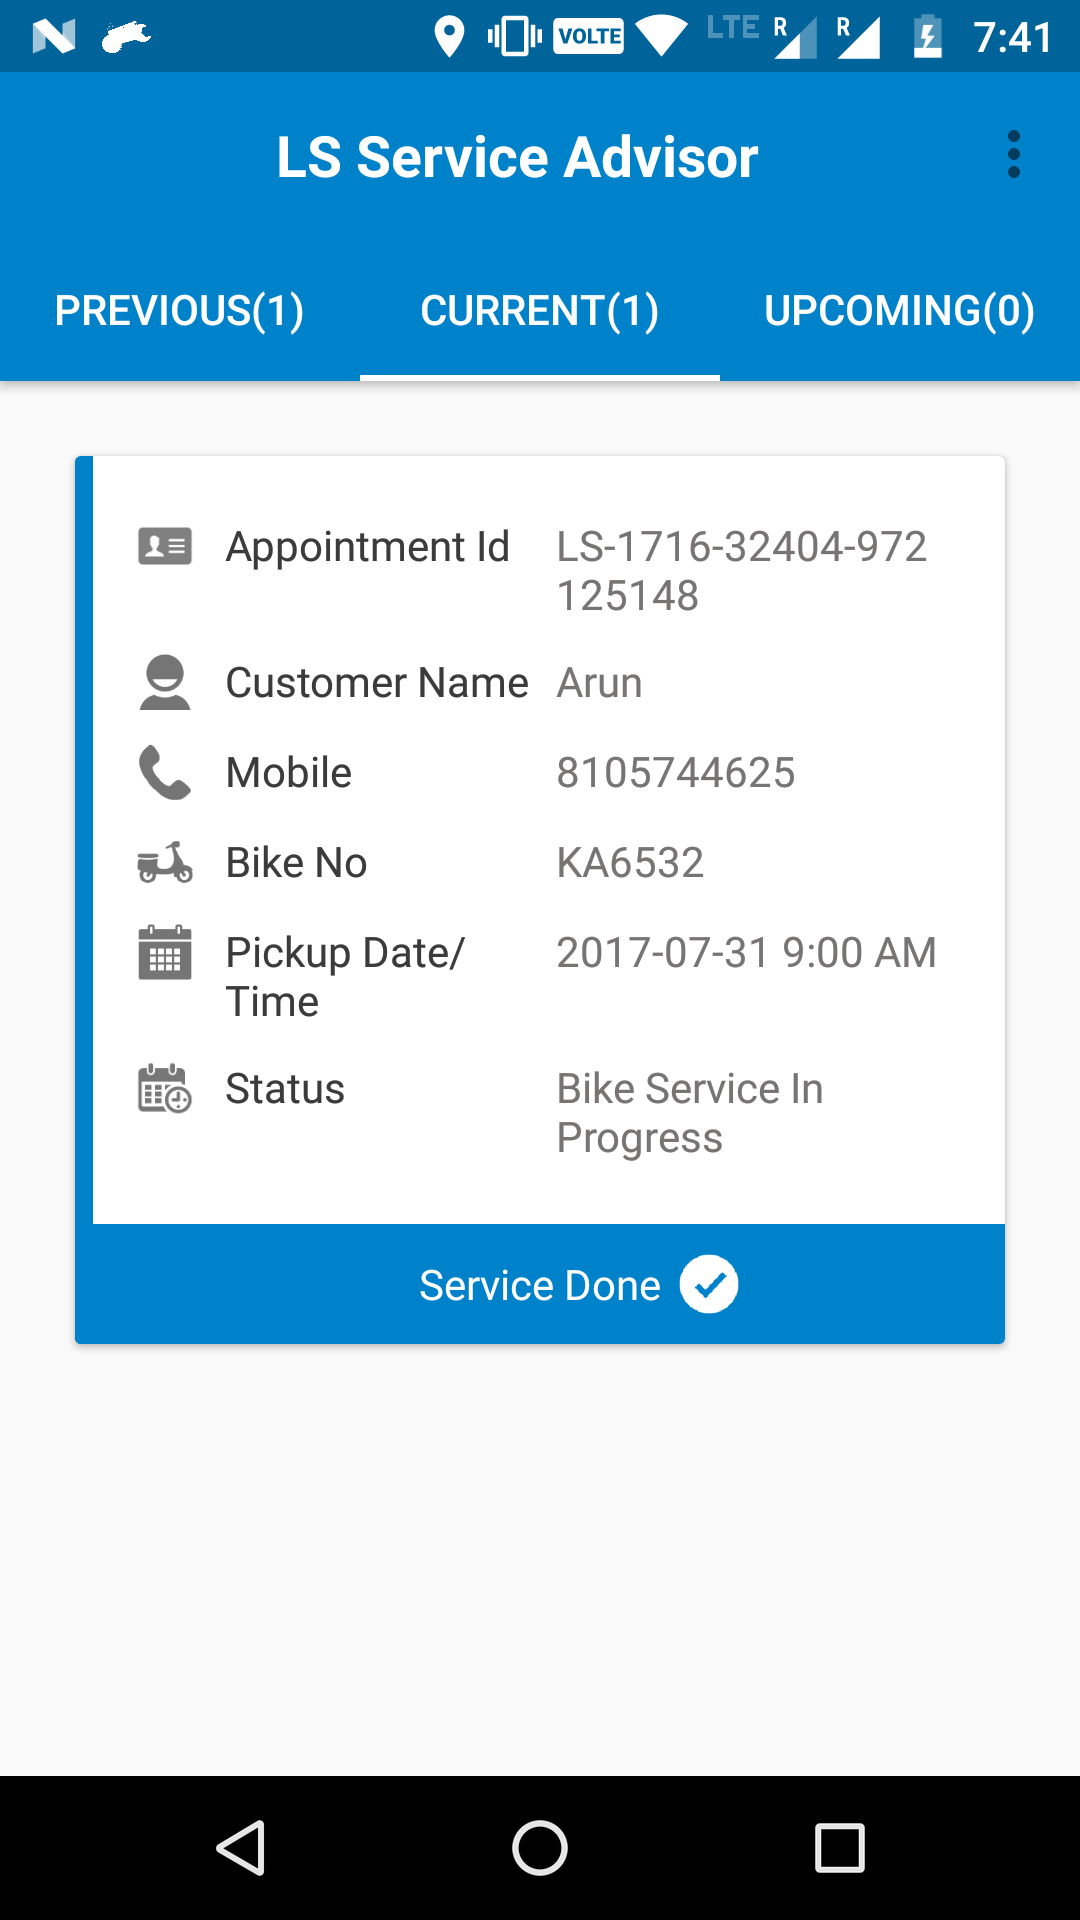 VOLTE LTE R R 7:41
LS Service Advisor
PREVIOUS(1) CURRENT(1) UPCOMING(0)
Appointment Id LS-1716-32404-972
125148
Customer Name Arun
Mobile 8105744625
Bike No KA6532
Pickup Date/ 2017-07-31 9:00 AM
Time
Status Bike Service In
Progress
Service Done